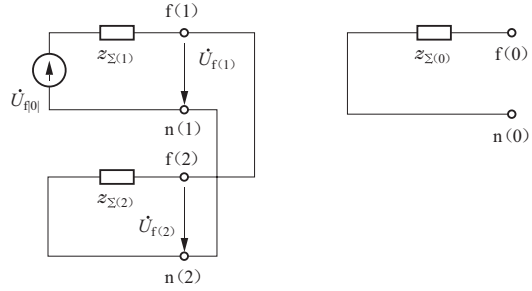 f(1)
z_Σ(1)
U̇_f(1)
U̇_f|0|
n(1)
f(2)
z_Σ(2)
U̇_f(2)
n(2)
z_Σ(0)
f(0)
n(0)